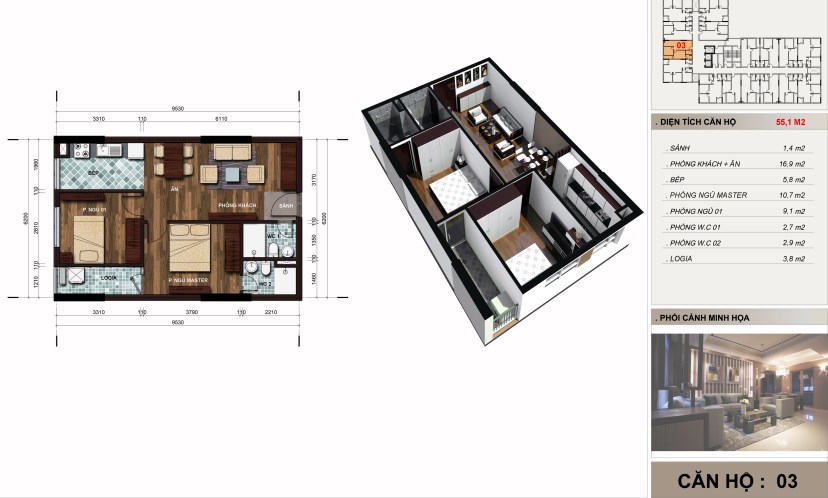 9530
3310 110 6110
6200
1960
110
2810
110
1210
BẾP
ĂN
PHÒNG KHÁCH
SẢNH
P. NGỦ 01
WC 1
LOGIA
P. NGỦ MASTER
WC 2
3170
110
1350
110
1460
6200
3310 110 3790 110 2210
9530
03
. DIỆN TÍCH CĂN HỘ 55,1 M2
. SẢNH 1,4 m2
. PHÒNG KHÁCH + ĂN 16,9 m2
. BẾP 5,8 m2
. PHÒNG NGỦ MASTER 10,7 m2
. PHÒNG NGỦ 01 9,1 m2
. PHÒNG W.C 01 2,7 m2
. PHÒNG W.C 02 2,9 m2
. LOGIA 3,8 m2
. PHỐI CẢNH MINH HỌA
CĂN HỘ : 03